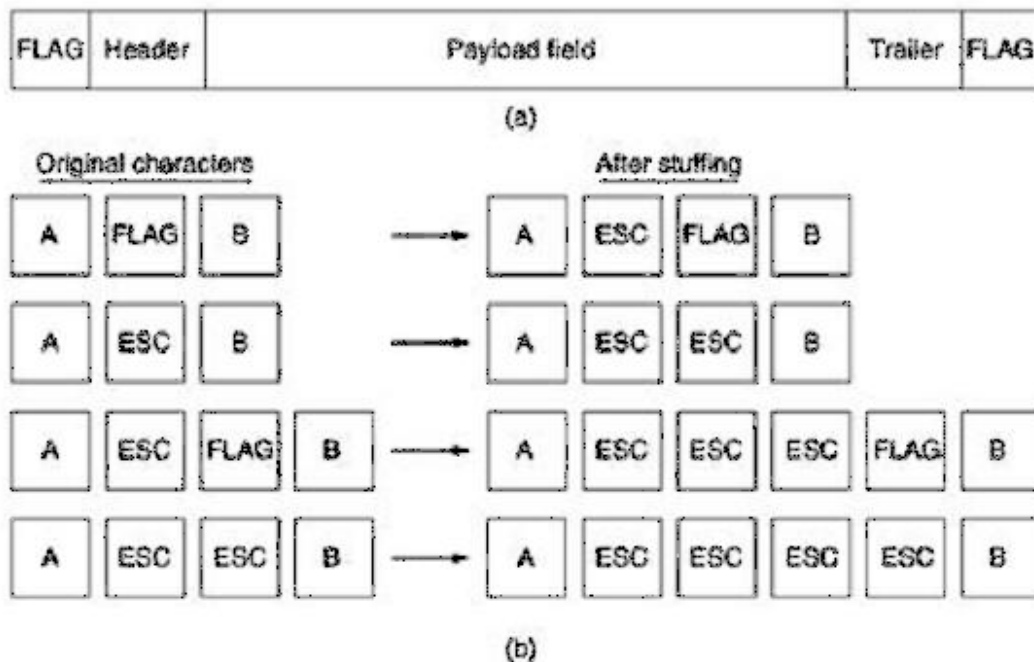 FLAG Header Payload field Trailer FLAG
(a)
Original characters After stuffing
A FLAG B A ESC FLAG B
A ESC B A ESC ESC B
A ESC FLAG B A ESC ESC ESC FLAG B
A ESC ESC B A ESC ESC ESC ESC B
(b)